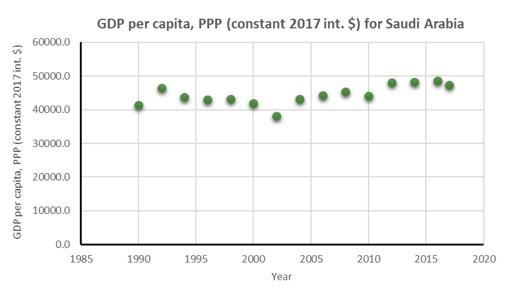 GDP per capita, PPP (constant 2017 int. $) for Saudi Arabia
GDP per capita, PPP (constant 2017 int. $)
60000.0
50000.0
40000.0
30000.0
20000.0
10000.0
0.0
1985 1990 1995 2000 2005 2010 2015 2020
Year